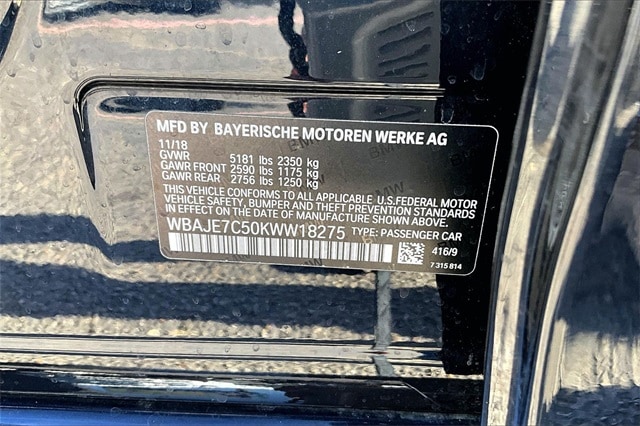 MFD BY BAYERISCHE MOTOREN WERKE AG
11/18
GVWR 5181 lbs 2350 kg
GAWR FRONT 2590 lbs 1175 kg
GAWR REAR 2756 lbs 1250 kg
THIS VEHICLE CONFORMS TO ALL APPLICABLE U.S.FEDERAL MOTOR
VEHICLE SAFETY, BUMPER AND THEFT PREVENTION STANDARDS
IN EFFECT ON THE DATE OF MANUFACTURE SHOWN ABOVE.
WBAJE7C50KWW18275 TYPE: PASSENGER CAR
416/9
7 315 814